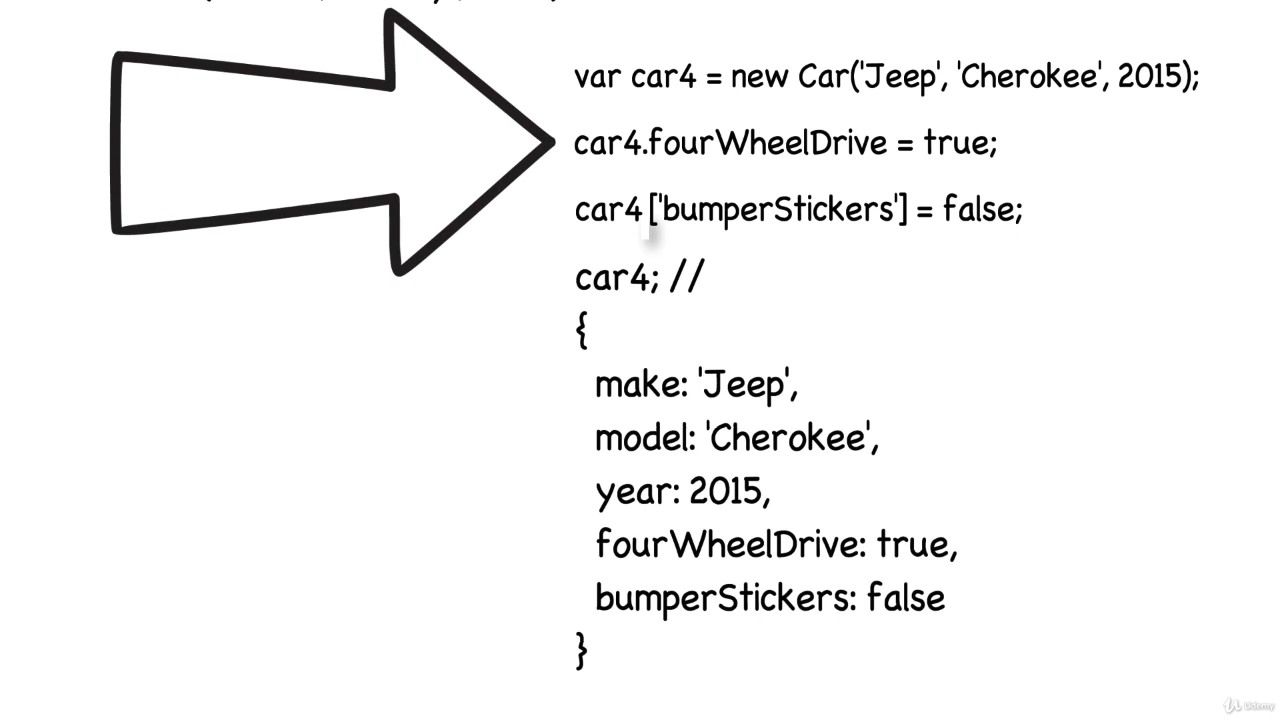 var car4 = new Car('Jeep', 'Cherokee', 2015);
car4.fourWheelDrive = true;
car4['bumperStickers'] = false;
car4; //
{
make: 'Jeep',
model: 'Cherokee',
year: 2015,
fourWheelDrive: true,
bumperStickers: false
}
Udemy